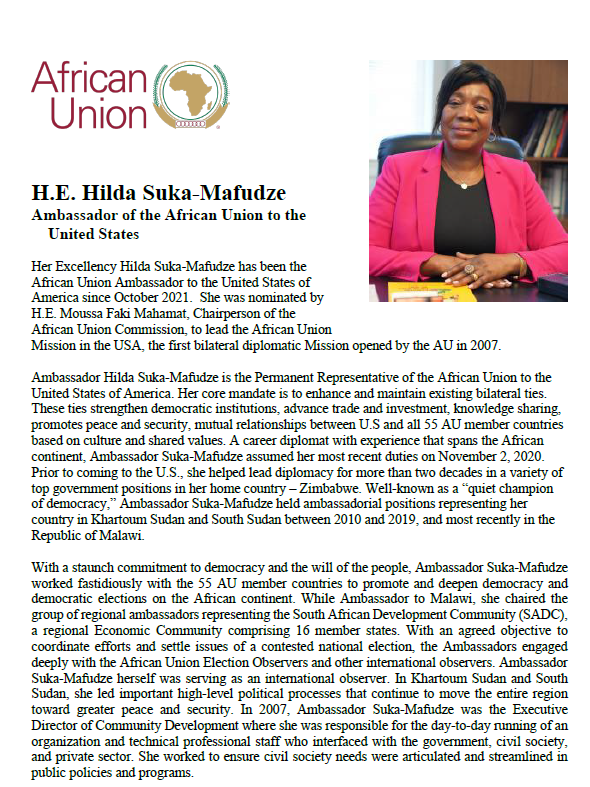 African
Union
H.E. Hilda Suka-Mafudze
Ambassador of the African Union to the
United States
Her Excellency Hilda Suka-Mafudze has been the
African Union Ambassador to the United States of
America since October 2021.  She was nominated by
H.E. Moussa Faki Mahamat, Chairperson of the
African Union Commission, to lead the African Union
Mission in the USA, the first bilateral diplomatic Mission opened by the AU in 2007.
Ambassador Hilda Suka-Mafudze is the Permanent Representative of the African Union to the
United States of America. Her core mandate is to enhance and maintain existing bilateral ties.
These ties strengthen democratic institutions, advance trade and investment, knowledge sharing,
promotes peace and security, mutual relationships between U.S and all 55 AU member countries
based on culture and shared values. A career diplomat with experience that spans the African
continent, Ambassador Suka-Mafudze assumed her most recent duties on November 2, 2020.
Prior to coming to the U.S., she helped lead diplomacy for more than two decades in a variety of
top government positions in her home country – Zimbabwe. Well-known as a “quiet champion
of democracy,” Ambassador Suka-Mafudze held ambassadorial positions representing her
country in Khartoum Sudan and South Sudan between 2010 and 2019, and most recently in the
Republic of Malawi.
With a staunch commitment to democracy and the will of the people, Ambassador Suka-Mafudze
worked fastidiously with the 55 AU member countries to promote and deepen democracy and
democratic elections on the African continent. While Ambassador to Malawi, she chaired the
group of regional ambassadors representing the South African Development Community (SADC),
a regional Economic Community comprising 16 member states. With an agreed objective to
coordinate efforts and settle issues of a contested national election, the Ambassadors engaged
deeply with the African Union Election Observers and other international observers. Ambassador
Suka-Mafudze herself was serving as an international observer. In Khartoum Sudan and South
Sudan, she led important high-level political processes that continue to move the entire region
toward greater peace and security. In 2007, Ambassador Suka-Mafudze was the Executive
Director of Community Development where she was responsible for the day-to-day running of an
organization and technical professional staff who interfaced with the government, civil society,
and private sector. She worked to ensure civil society needs were articulated and streamlined in
public policies and programs.